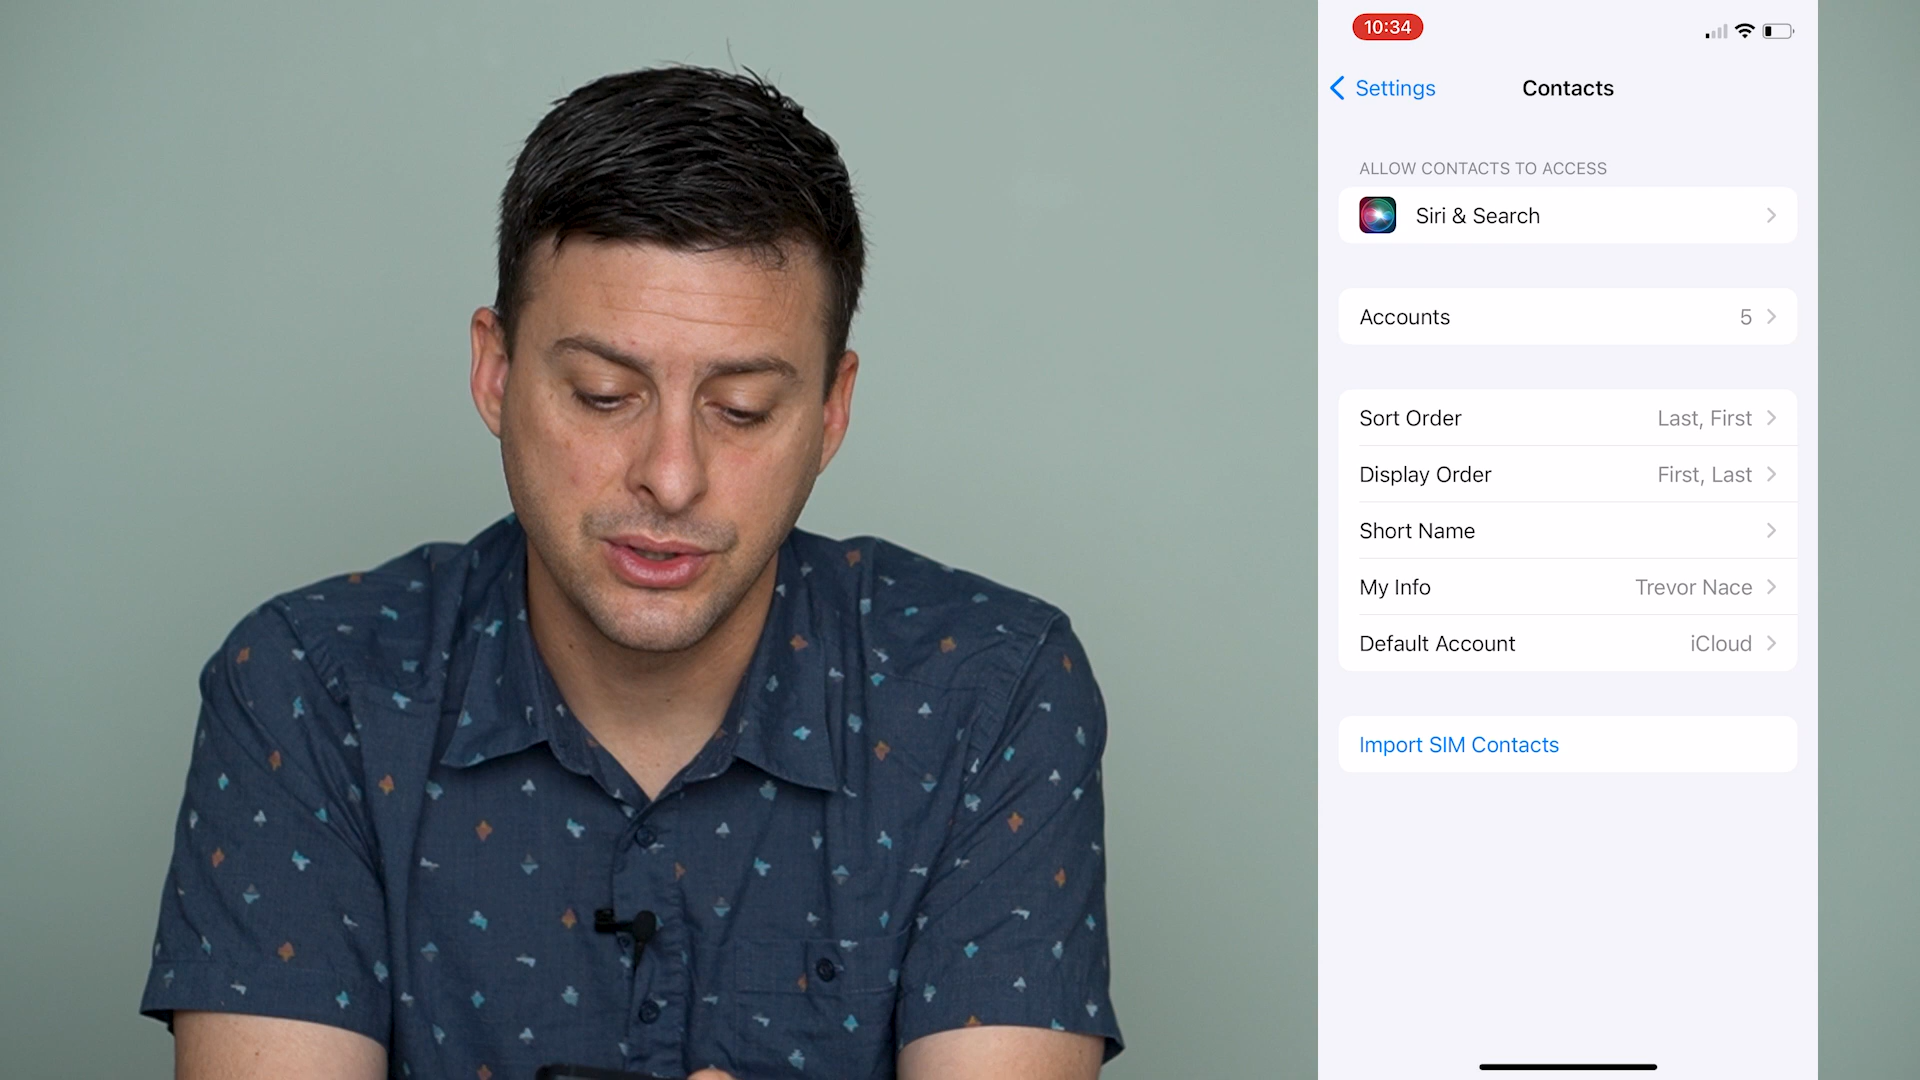 10:34
Settings
Contacts
ALLOW CONTACTS TO ACCESS
Siri & Search
Accounts 5
Sort Order Last, First
Display Order First, Last
Short Name
My Info Trevor Nace
Default Account iCloud
Import SIM Contacts